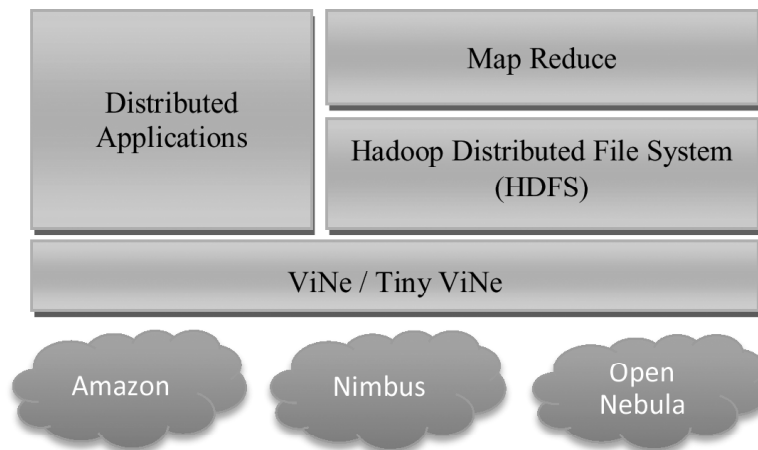 Distributed
Applications
Map Reduce
Hadoop Distributed File System
(HDFS)
ViNe / Tiny ViNe
Amazon
Nimbus
Open
Nebula